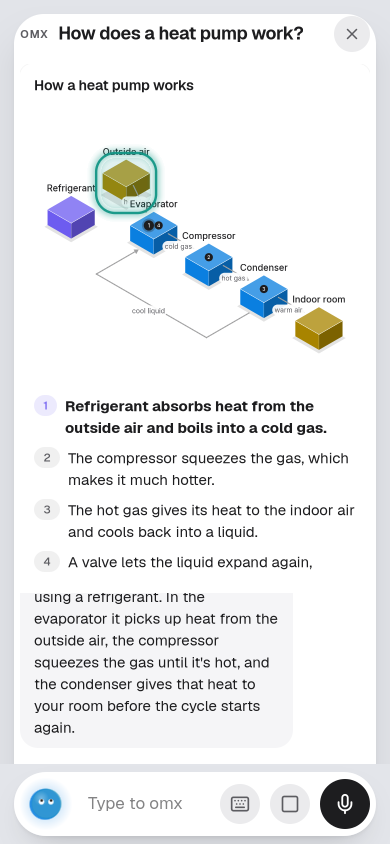 OMX How does a heat pump work?
How a heat pump works
Outside air
Refrigerant
Evaporator
1 4
Compressor
cold gas
2
Condenser
hot gas
3
Indoor room
warm air
cool liquid
1 Refrigerant absorbs heat from the
outside air and boils into a cold gas.
2 The compressor squeezes the gas, which
makes it much hotter.
3 The hot gas gives its heat to the indoor air
and cools back into a liquid.
4 A valve lets the liquid expand again,
using a refrigerant. In the
evaporator it picks up heat from the
outside air, the compressor
squeezes the gas until it's hot, and
the condenser gives that heat to
your room before the cycle starts
again.
Type to omx